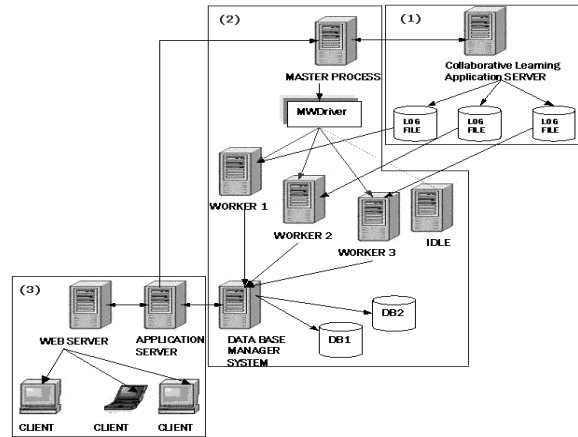 (2)
(1)
MASTER PROCESS
Collaborative Learning
Application SERVER
MWDriver
LOG
FILE
LOG
FILE
LOG
FILE
WORKER 1
WORKER 2
WORKER 3
IDLE
(3)
WEB SERVER
APPLICATION
SERVER
DATA BASE
MANAGER
SYSTEM
DB1
DB2
CLIENT
CLIENT
CLIENT